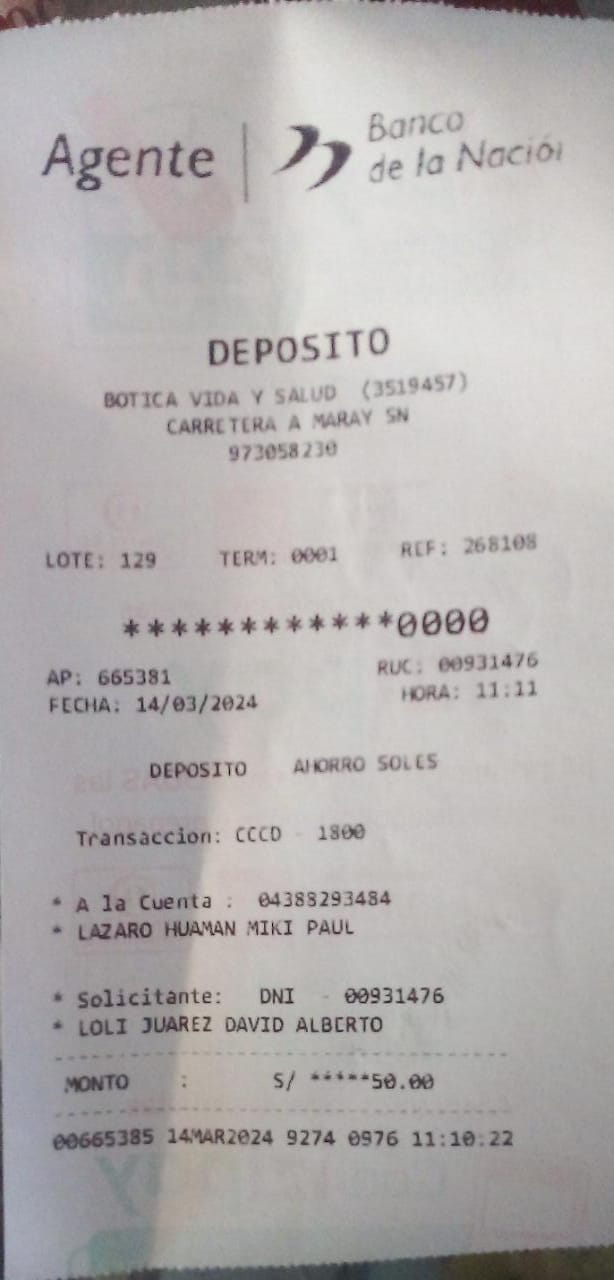 Agente
Banco
de la Nación
DEPOSITO
BOTICA VIDA Y SALUD (3519457)
CARRETERA A MARAY SN
973058230
LOTE: 129 TERM: 0001 REF: 268108
************0000
AP: 665381 RUC: 00931476
FECHA: 14/03/2024 HORA: 11:11
DEPOSITO AHORRO SOLES
Transaccion: CCCD - 1800
* A la Cuenta : 04388293484
* LAZARO HUAMAN MIKI PAUL
* Solicitante: DNI - 00931476
* LOLI JUAREZ DAVID ALBERTO
MONTO : S/ *****50.00
00665385 14MAR2024 9274 0976 11:10:22